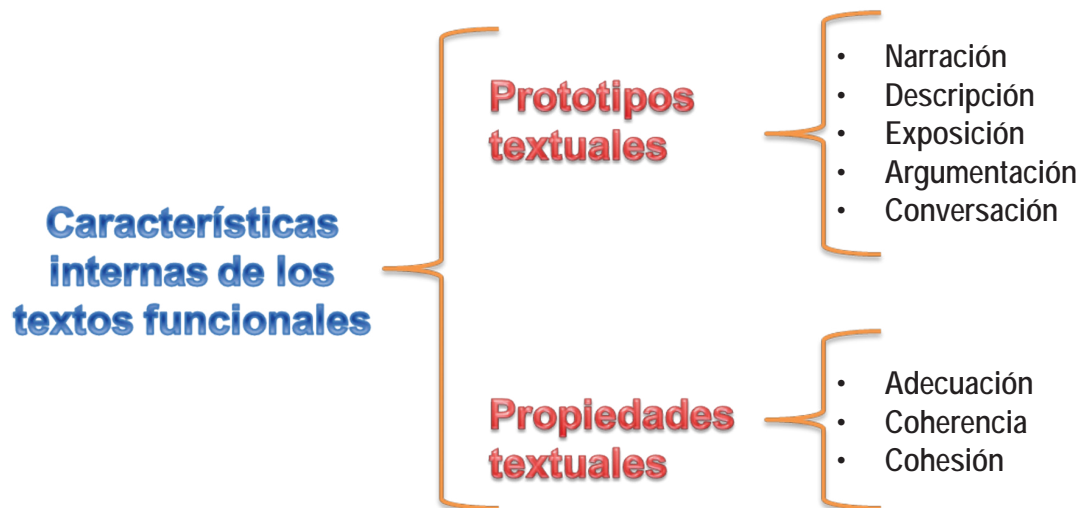 Características
internas de los
textos funcionales
Prototipos
textuales
• Narración
• Descripción
• Exposición
• Argumentación
• Conversación
Propiedades
textuales
• Adecuación
• Coherencia
• Cohesión